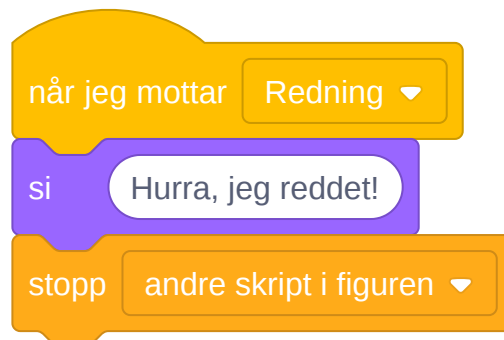 når jeg mottar Redning
si Hurra, jeg reddet!
stopp andre skript i figuren